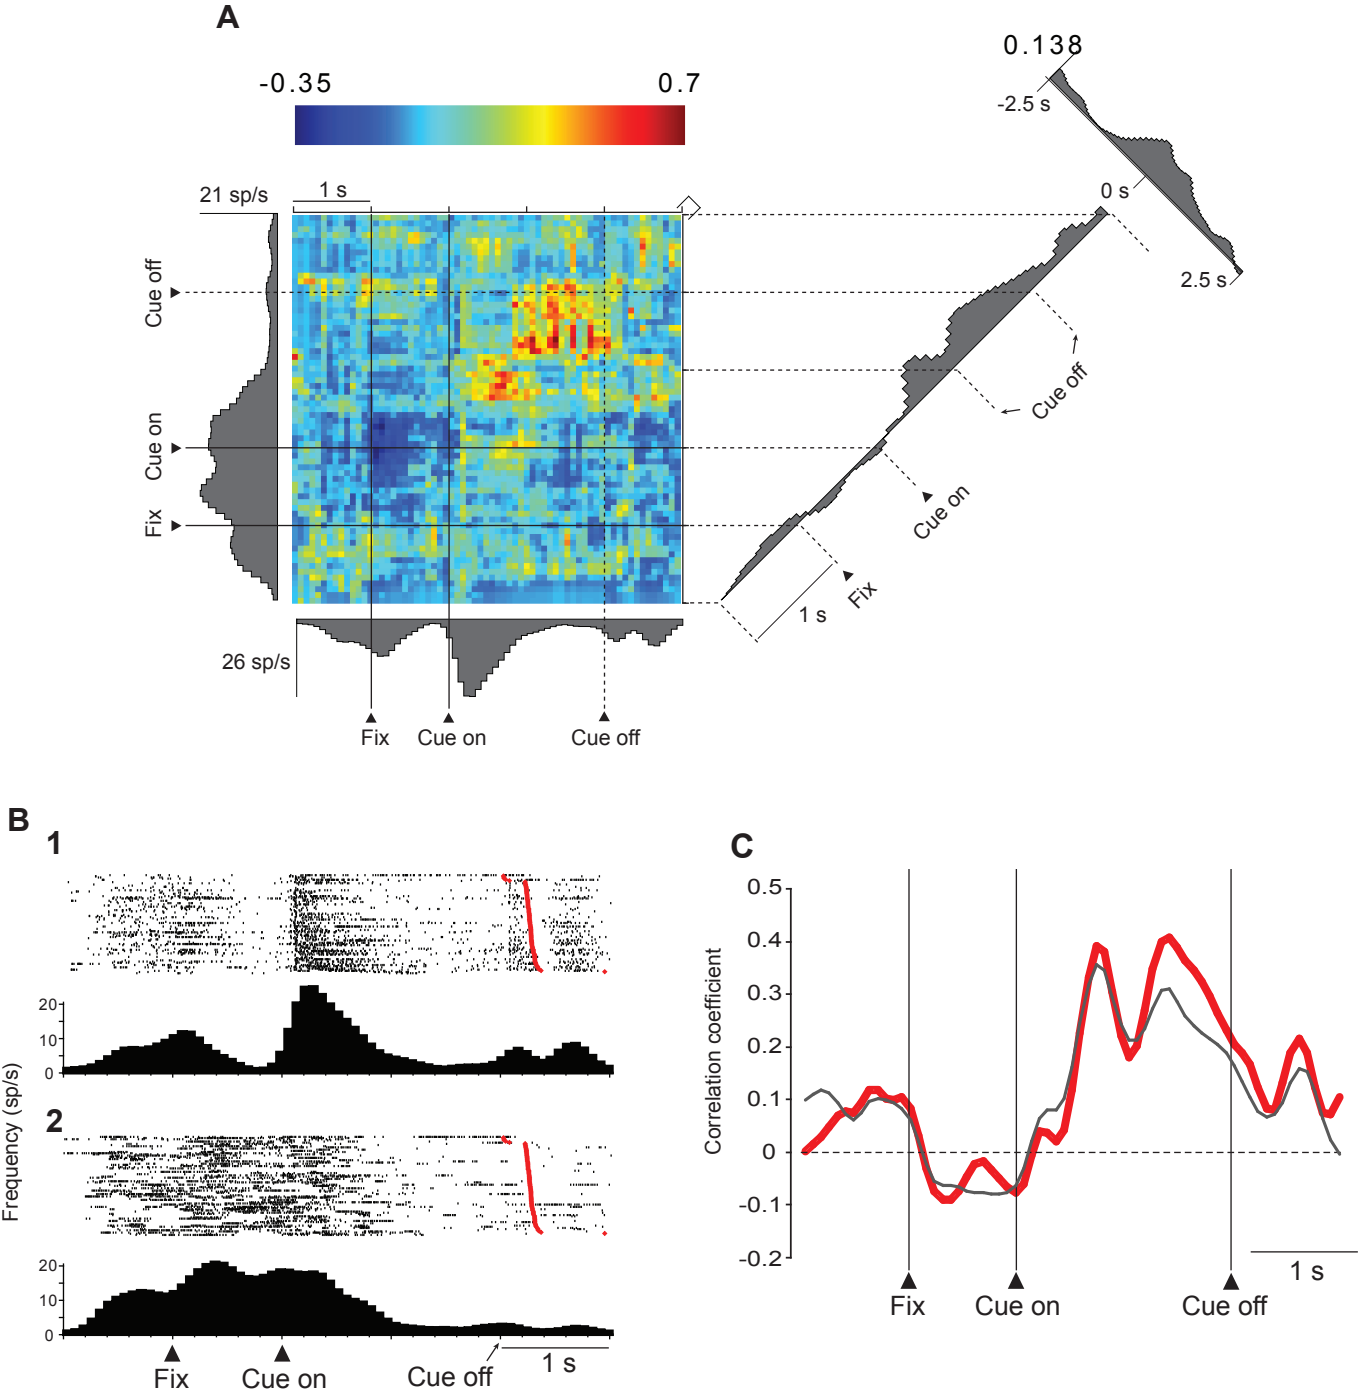 A
-0.35
0.7
0.138
-2.5 s
0 s
2.5 s
21 sp/s
1 s
Cue off
Cue on
Fix
26 sp/s
Fix
Cue on
Cue off
Cue off
Cue on
Fix
1 s
B
1
20
10
0
2
20
10
0
Frequency (sp/s)
Fix
Cue on
Cue off
1 s
C
0.5
0.4
0.3
0.2
0.1
0
-0.1
-0.2
Correlation coefficient
Fix
Cue on
Cue off
1 s